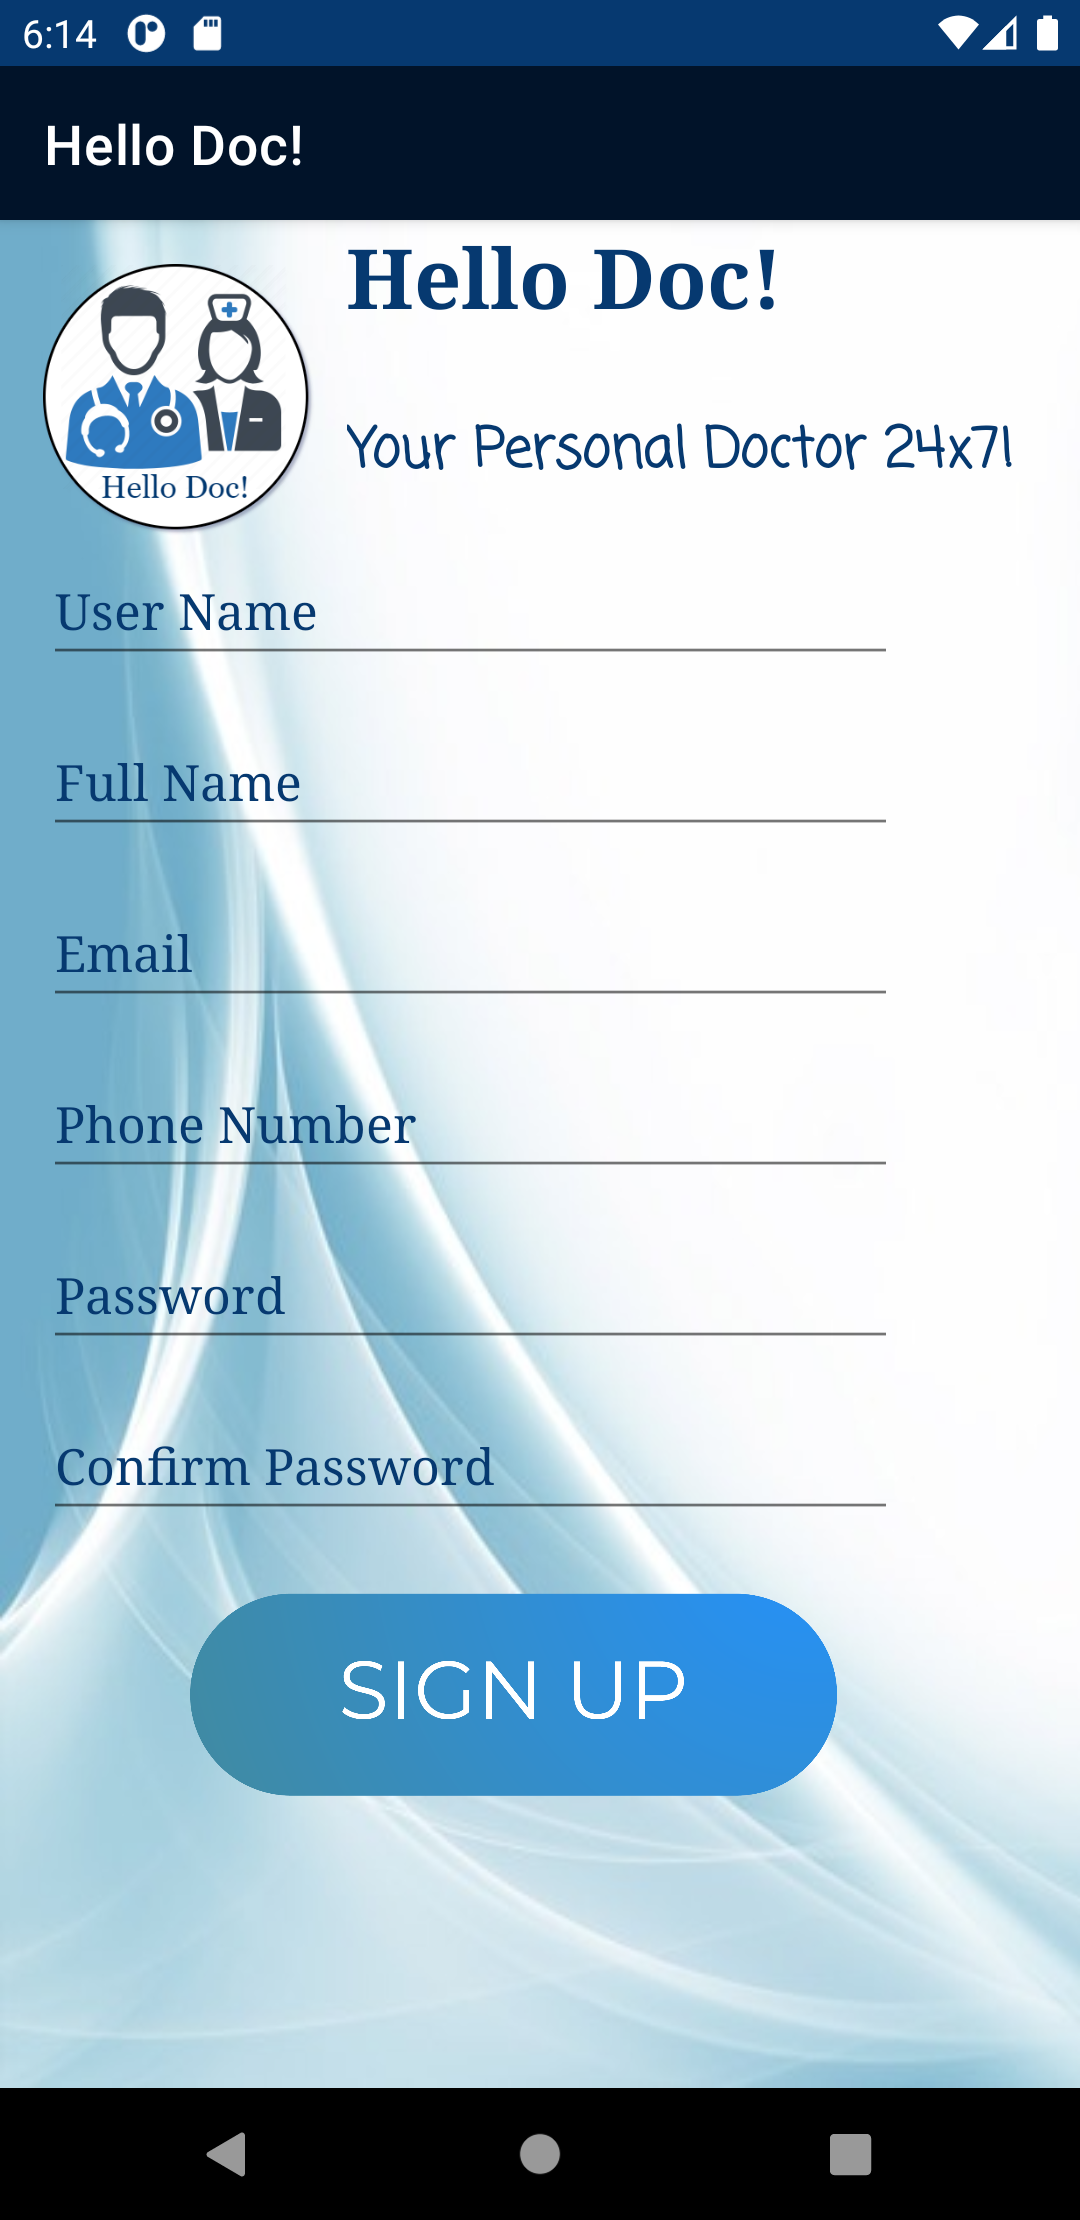 6:14
Hello Doc!
Hello Doc!
Your Personal Doctor 24x7!
Hello Doc!
User Name
Full Name
Email
Phone Number
Password
Confirm Password
SIGN UP